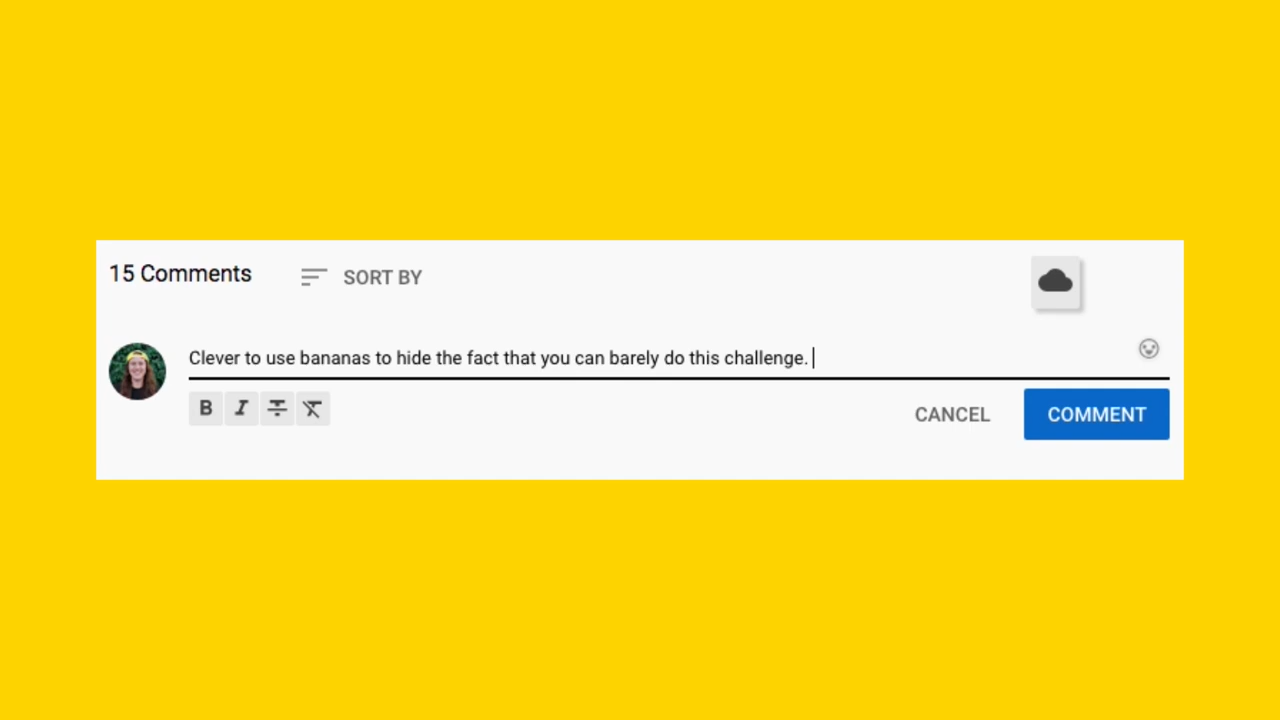 15 Comments
SORT BY
Clever to use bananas to hide the fact that you can barely do this challenge.
B I T T
CANCEL
COMMENT